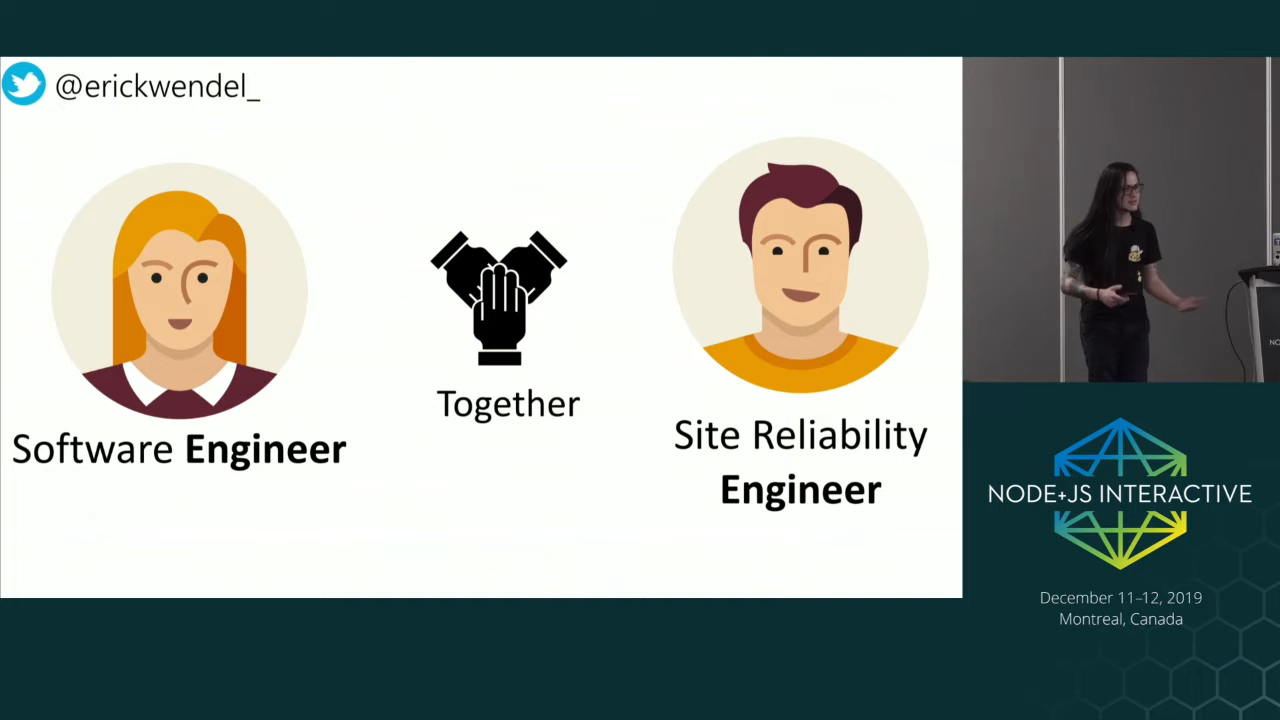 @erickwendel_
Together
Software Engineer
Site Reliability
Engineer
NODE+JS INTERACTIVE
December 11–12, 2019
Montreal, Canada